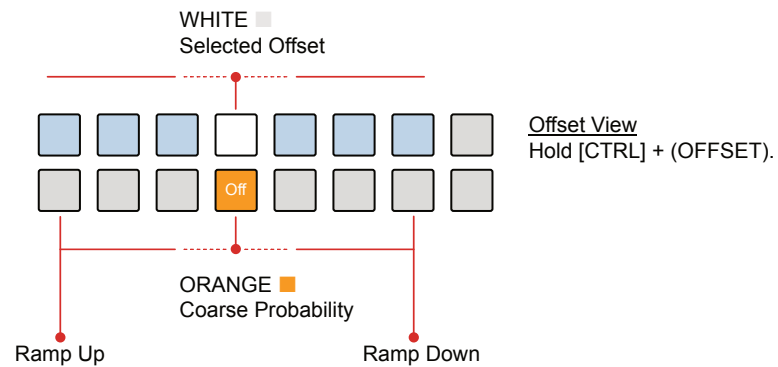 WHITE
Selected Offset
Offset View
Hold [CTRL] + (OFFSET).
Off
ORANGE
Coarse Probability
Ramp Up
Ramp Down